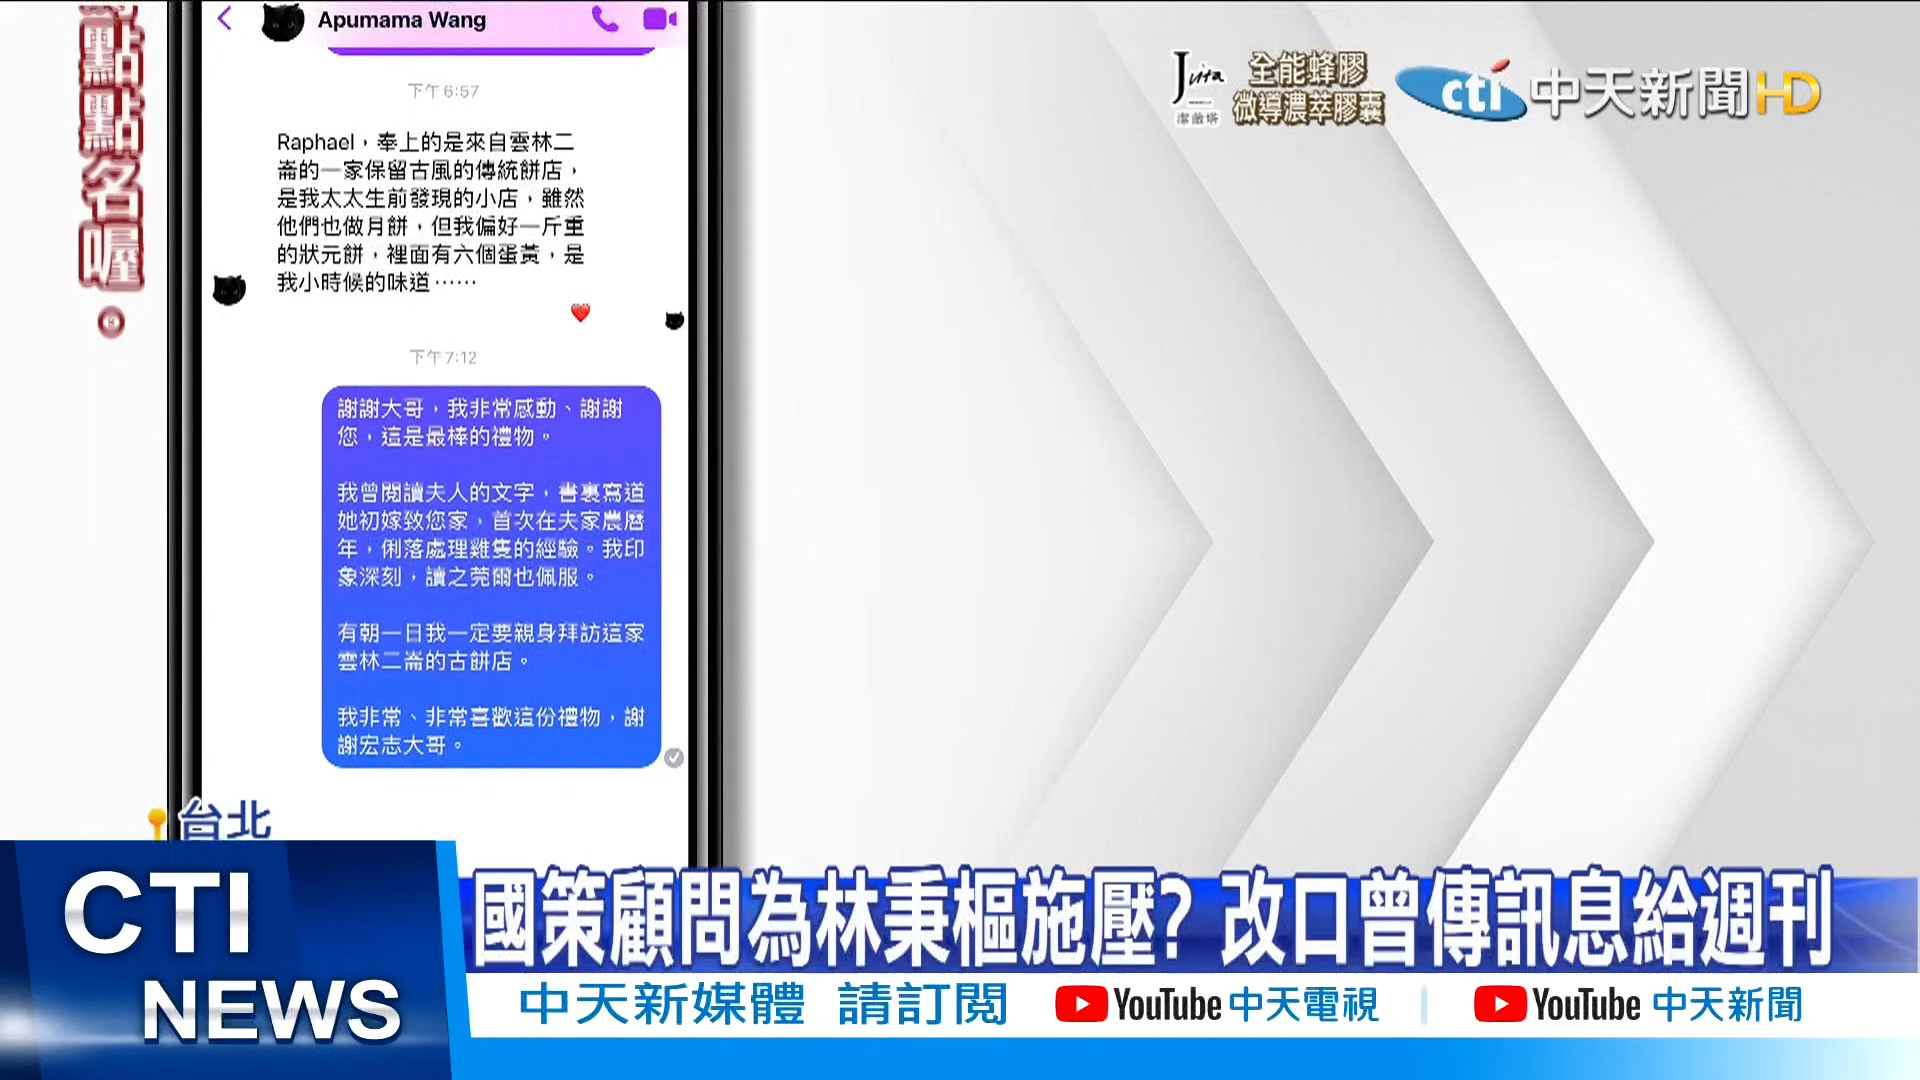 點點名喔。
Apumama Wang
下午6:57
Raphael，奉上的是來自雲林二
崙的一家保留古風的傳統餅店，
是我太太生前發現的小店，雖然
他們也做月餅，但我偏好一斤重
的狀元餅，裡面有六個蛋黃，是
我小時候的味道……
下午7:12
謝謝大哥，我非常感動、謝謝
您，這是最棒的禮物。
我曾閱讀夫人的文字，書裏寫道
她初嫁致您家，首次在夫家農曆
年，俐落處理雞隻的經驗。我印
象深刻，讀之莞爾也佩服。
有朝一日我一定要親身拜訪這家
雲林二崙的古餅店。
我非常、非常喜歡這份禮物，謝
謝宏志大哥。
Jvita
潔薇塔
全能蜂膠
微導濃萃膠囊
cti 中天新聞HD
台北
CTI
NEWS
國策顧問為林秉樞施壓? 改口曾傳訊息給週刊
中天新媒體 請訂閱 YouTube 中天電視 YouTube 中天新聞